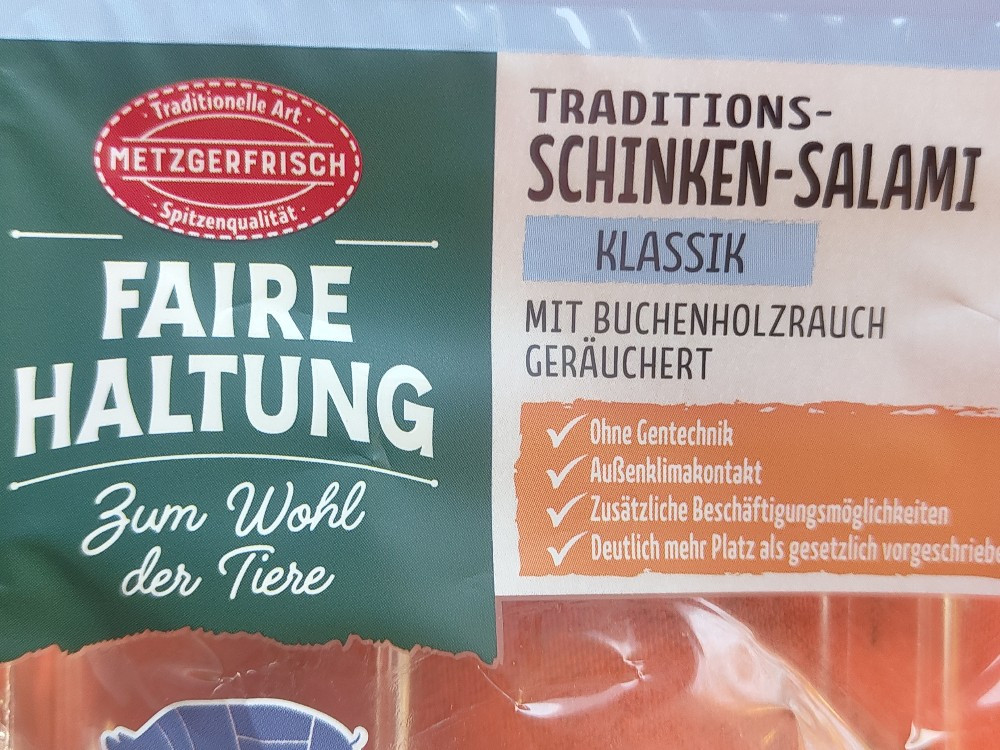 Traditionelle Art
METZGERFRISCH
Spitzenqualität
FAIRE
HALTUNG
Zum Wohl
der Tiere
TRADITIONS-
SCHINKEN-SALAMI
KLASSIK
MIT BUCHENHOLZRAUCH
GERÄUCHERT
Ohne Gentechnik
Außenklimakontakt
Zusätzliche Beschäftigungsmöglichkeiten
Deutlich mehr Platz als gesetzlich vorgeschriebe